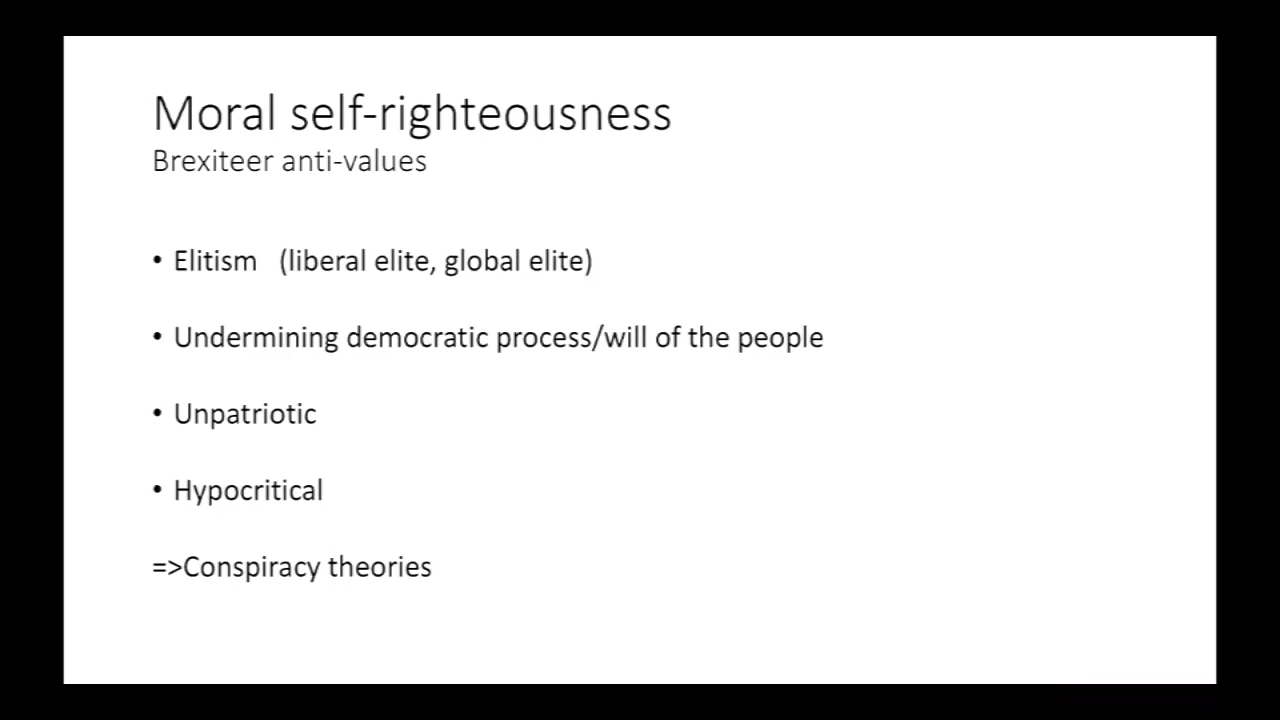 Moral self-righteousness
Brexiteer anti-values
• Elitism (liberal elite, global elite)
• Undermining democratic process/will of the people
• Unpatriotic
• Hypocritical
=>Conspiracy theories